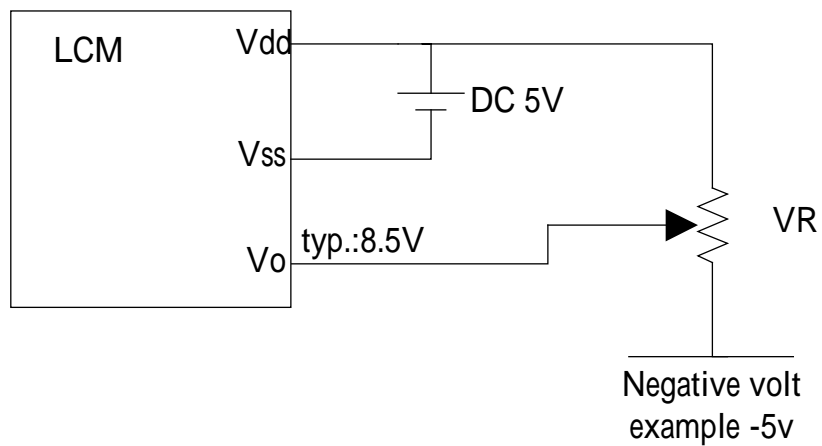 LCM
Vdd
DC 5V
Vss
typ.:8.5V
Vo
VR
Negative volt
example -5v